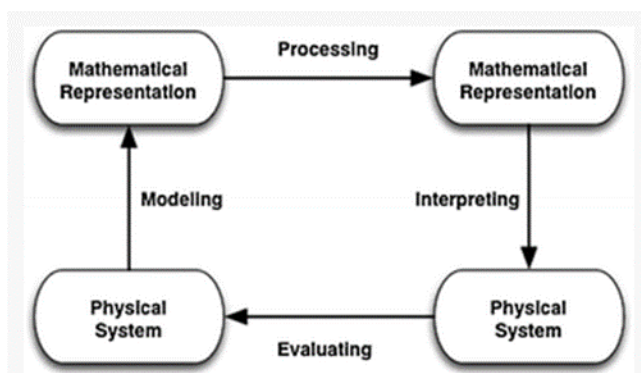 Processing
Mathematical
Representation
Mathematical
Representation
Modeling
Interpreting
Physical
System
Physical
System
Evaluating